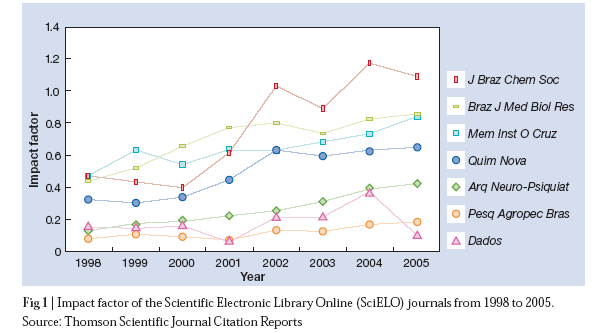 1.4
1.2
1.0
0.8
0.6
0.4
0.2
0
Impact factor
1998 1999 2000 2001 2002 2003 2004 2005
Year
J Braz Chem Soc
Braz J Med Biol Res
Mem Inst O Cruz
Quim Nova
Arq Neuro-Psiquiat
Pesq Agropec Bras
Dados
Fig 1 | Impact factor of the Scientific Electronic Library Online (SciELO) journals from 1998 to 2005.
Source: Thomson Scientific Journal Citation Reports